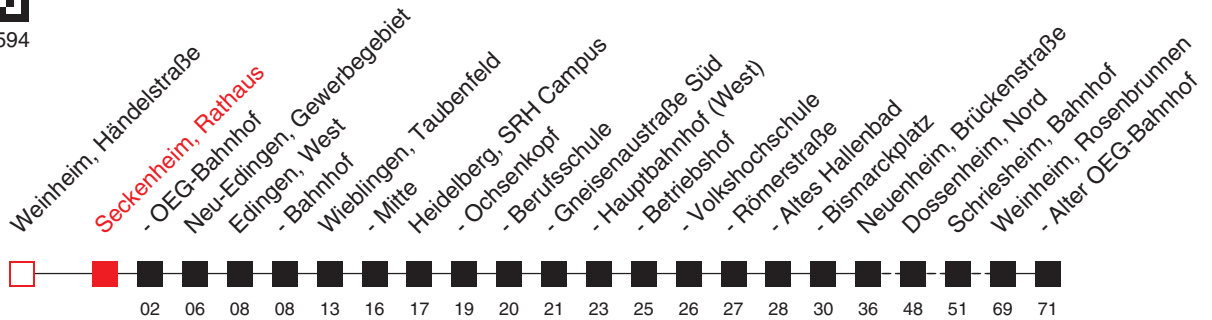 594
Weinheim, Händelstraße
Seckenheim, Rathaus
- OEG-Bahnhof
Neu-Edingen, Gewerbegebiet
Edingen, West
- Bahnhof
Wieblingen, Taubenfeld
- Mitte
Heidelberg, SRH Campus
- Ochsenkopf
- Berufsschule
- Gneisenaustraße Süd
- Hauptbahnhof (West)
- Betriebshof
- Volkshochschule
- Römerstraße
- Altes Hallenbad
- Bismarckplatz
Neuenheim, Brückenstraße
Dossenheim, Nord
Schriesheim, Bahnhof
Weinheim, Rosenbrunnen
- Alter OEG-Bahnhof
02 06 08 08 13 16 17 19 20 21 23 25 26 27 28 30 36 48 51 69 71